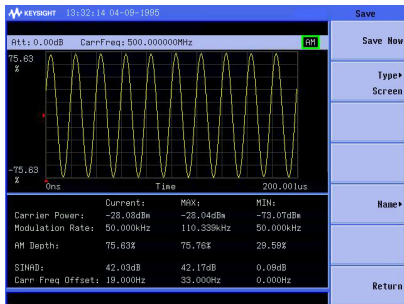 KEYSIGHT 13:32:14 04-09-1995
Save
Att: 0.00dB CarrFreq: 500.000000MHz AM
Save Now
75.63
%
Type
Screen
-75.63
%
0ns Time 200.001us
Current: MAX: MIN:
Name
Carrier Power: -28.08dBm -28.04dBm -73.07dBm
Modulation Rate: 50.000kHz 110.339kHz 50.000kHz
AM Depth: 75.63% 75.76% 29.59%
SINAD: 42.03dB 42.17dB 0.09dB
Carr Freq Offset: 19.000Hz 33.000Hz 0.000Hz
Return